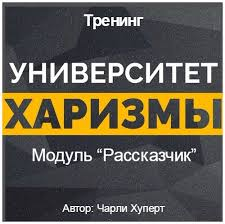 Тренинг
УНИВЕРСИТЕТ
ХАРИЗМЫ
Модуль “Рассказчик”
Автор: Чарли Хуперт